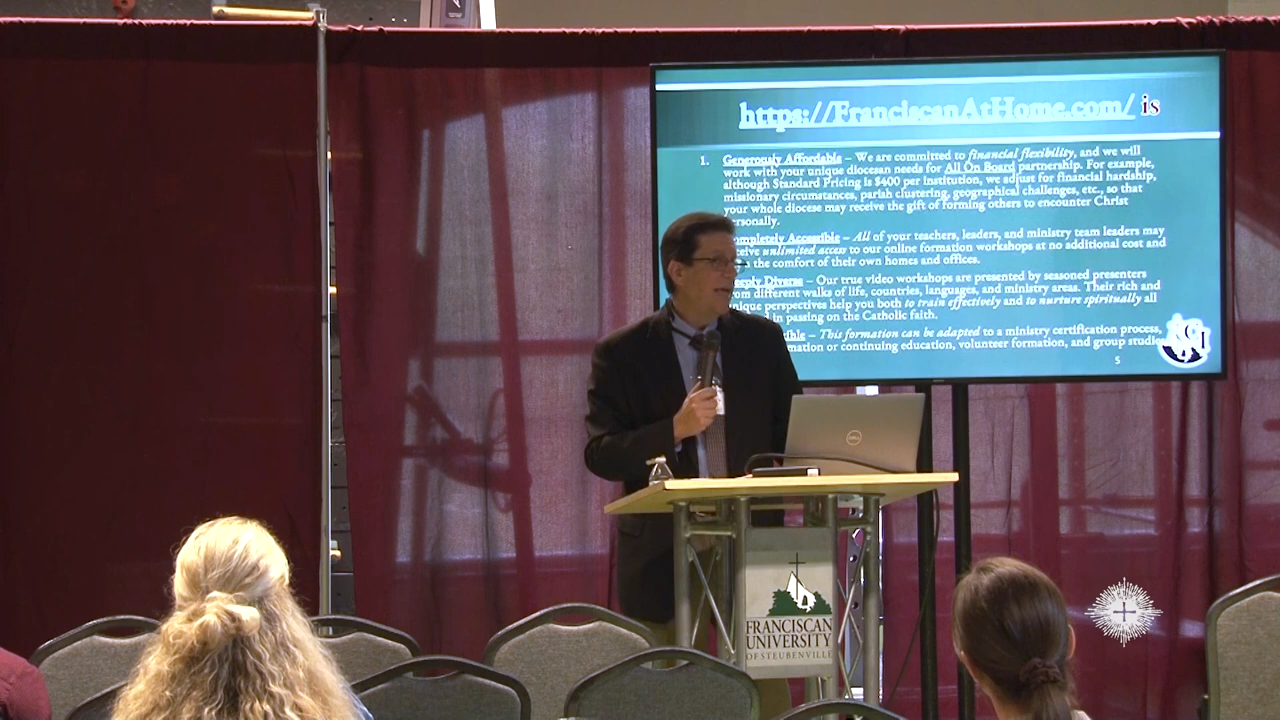 https://FranciscanAtHome.com/ is
1. Generously Affordable – We are committed to financial flexibility, and we will
work with your unique diocesan needs for All On Board partnership. For example,
although Standard Pricing is $400 per institution, we adjust for financial hardship,
missionary circumstances, parish clustering, geographical challenges, etc., so that
your whole diocese may receive the gift of forming others to encounter Christ
personally.
Accessible – All of your teachers, leaders, and ministry team leaders may
unlimited access to our online formation workshops at no additional cost and
the comfort of their own homes and offices.
Diverse – Our true video workshops are presented by seasoned presenters
from different walks of life, countries, languages, and ministry areas. Their rich and
unique perspectives help you both to train effectively and to nurture spiritually all
in passing on the Catholic faith.
– This formation can be adapted to a ministry certification process,
or continuing education, volunteer formation, and group studies
5
DELL
FRANCISCAN
UNIVERSITY
OF STEUBENVILLE